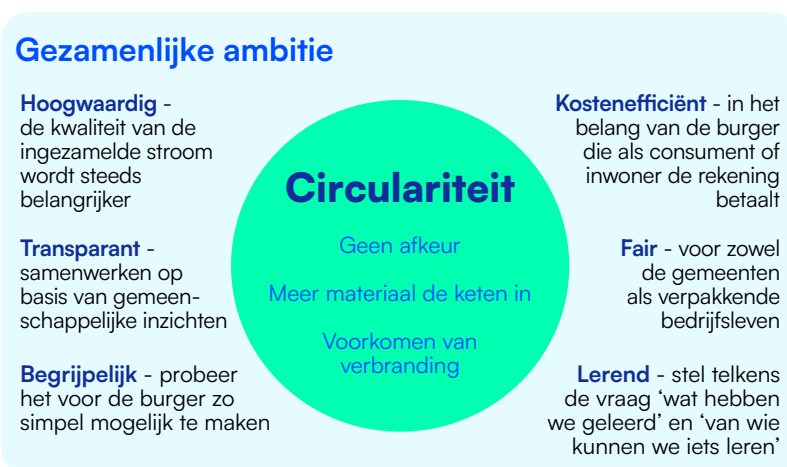 Gezamenlijke ambitie
Hoogwaardig -
de kwaliteit van de
ingezamelde stroom
wordt steeds
belangrijker
Transparant -
samenwerken op
basis van gemeen-
schappelijke inzichten
Begrijpelijk - probeer
het voor de burger zo
simpel mogelijk te maken
Circulariteit
Geen afkeur
Meer materiaal de keten in
Voorkomen van
verbranding
Kostenefficiënt - in het
belang van de burger
die als consument of
inwoner de rekening
betaalt
Fair - voor zowel
de gemeenten
als verpakkende
bedrijfsleven
Lerend - stel telkens
de vraag ‘wat hebben
we geleerd’ en ‘van wie
kunnen we iets leren’